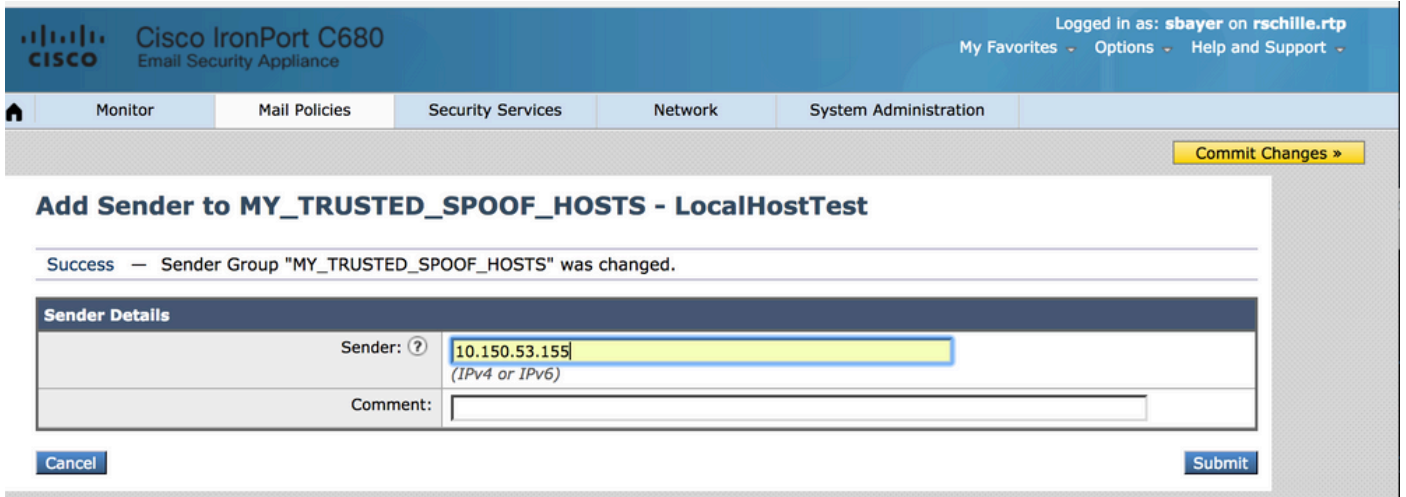 Logged in as: sbayer on rschille.rtp
CISCO
Cisco IronPort C680
Email Security Appliance
My Favorites Options Help and Support
Monitor Mail Policies Security Services Network System Administration
Commit Changes »
Add Sender to MY_TRUSTED_SPOOF_HOSTS - LocalHostTest
Success — Sender Group "MY_TRUSTED_SPOOF_HOSTS" was changed.
Sender Details
Sender: ? 10.150.53.155
(IPv4 or IPv6)
Comment:
Cancel Submit